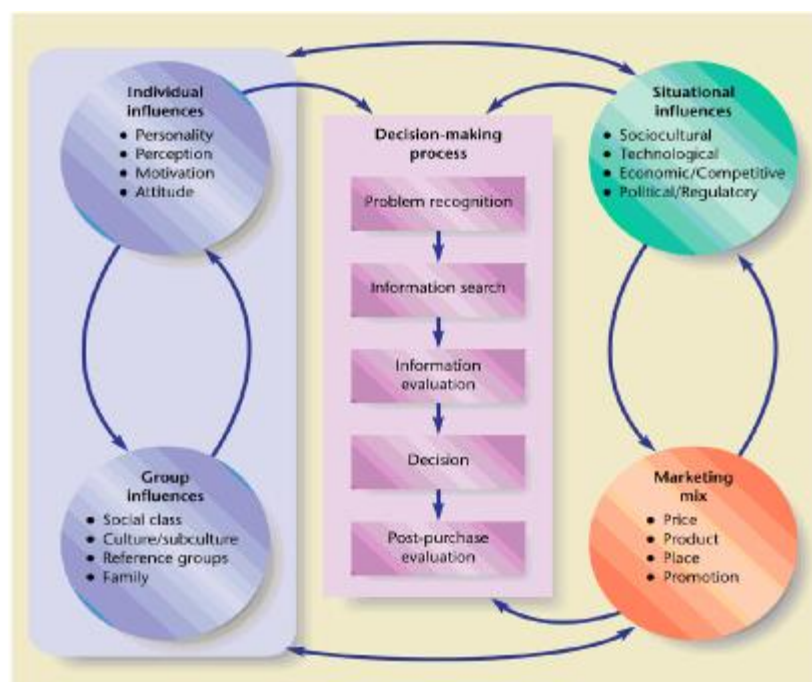 Individual
influences
• Personality
• Perception
• Motivation
• Attitude
Group
influences
• Social class
• Culture/subculture
• Reference groups
• Family
Decision-making
process
Problem recognition
Information search
Information
evaluation
Decision
Post-purchase
evaluation
Situational
influences
• Sociocultural
• Technological
• Economic/Competitive
• Political/Regulatory
Marketing
mix
• Price
• Product
• Place
• Promotion